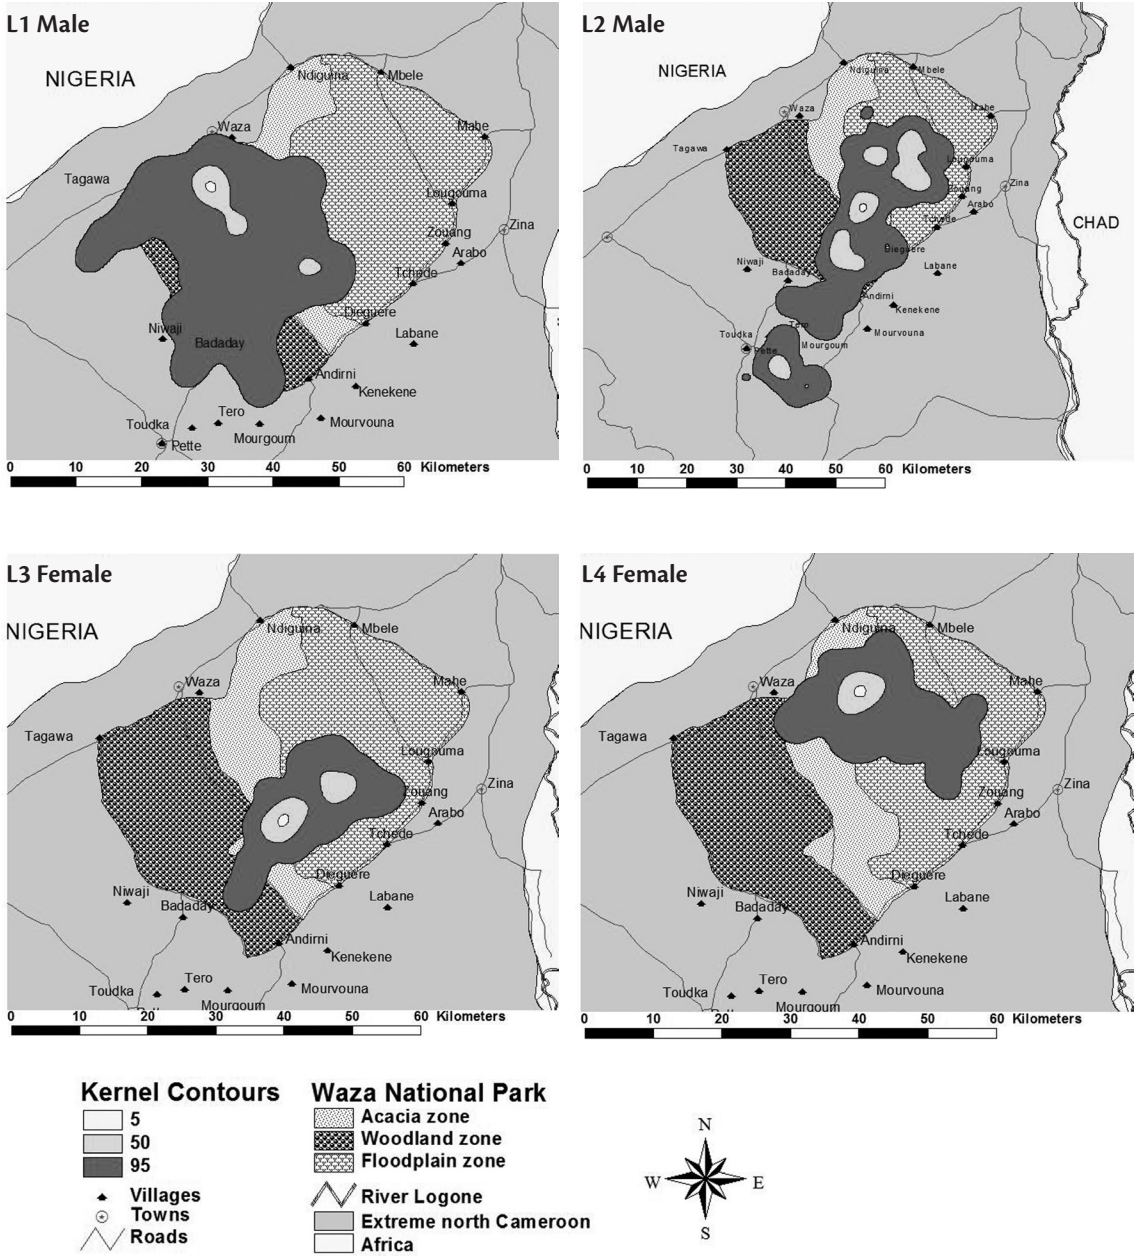 L1 Male
NIGERIA
Ndiguina
Mbele
Waza
Mahe
Tagawa
Lougouma
Zina
Zouang
Arabo
Tchede
Dieguere
Niwaji
Badaday
Labane
Andirni
Kenekene
Tero
Toudka
Mourvouna
Mourgoum
Pette
0 10 20 30 40 50 60 Kilometers
L2 Male
NIGERIA
Ndiguina
Mbele
Waza
Mahe
Tagawa
Lougouma
Zina
Zouang
Arabo
Tchede
CHAD
Dieguere
Niwaji
Labane
Badaday
Andirni
Kenekene
Tero
Toudka
Mourvouna
Mourgoum
Pette
0 10 20 30 40 50 60 Kilometers
L3 Female
NIGERIA
Ndiguina
Mbele
Waza
Mahe
Tagawa
Lougouma
Zina
Zouang
Arabo
Tchede
Dieguere
Niwaji
Labane
Badaday
Andirni
Kenekene
Tero
Toudka
Mourvouna
Mourgoum
0 10 20 30 40 50 60 Kilometers
L4 Female
NIGERIA
Ndiguina
Mbele
Waza
Mahe
Tagawa
Lougouma
Zina
Zouang
Arabo
Tchede
Dieguere
Niwaji
Labane
Badaday
Andirni
Kenekene
Tero
Toudka
Mourvouna
Mourgoum
0 10 20 30 40 50 60 Kilometers
Kernel Contours
5
50
95
Villages
Towns
Roads
Waza National Park
Acacia zone
Woodland zone
Floodplain zone
River Logone
Extreme north Cameroon
Africa
N
W E
S